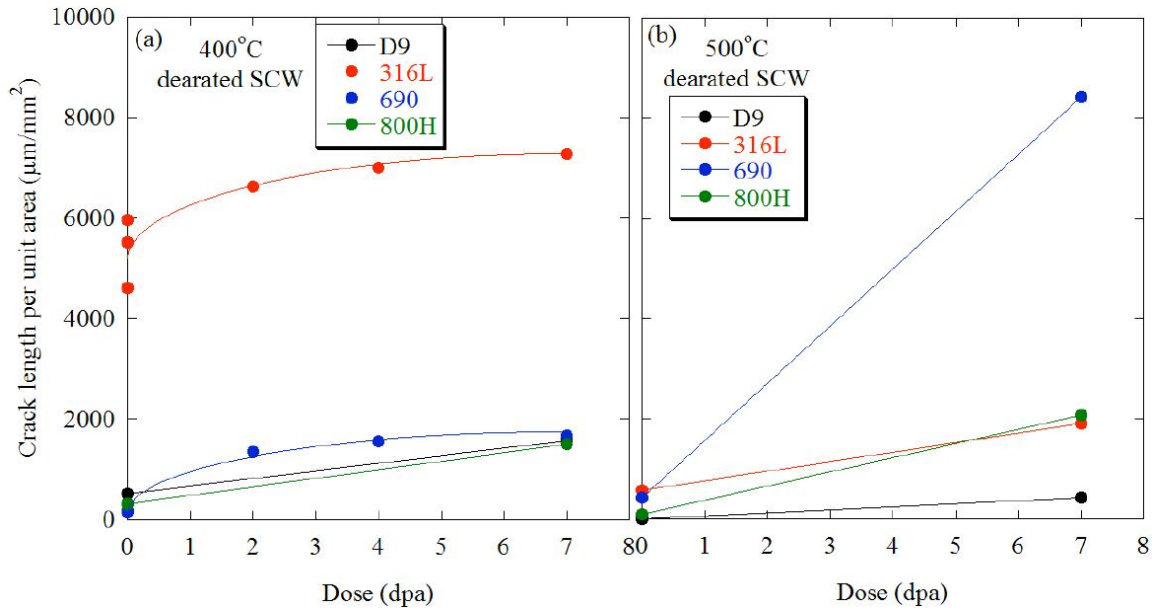 (a)
400°C
dearated SCW
D9
316L
690
800H
(b)
500°C
dearated SCW
D9
316L
690
800H
Crack length per unit area (µm/mm²)
10000
8000
6000
4000
2000
0
0 1 2 3 4 5 6 7 8
0 1 2 3 4 5 6 7 8
Dose (dpa)
Dose (dpa)